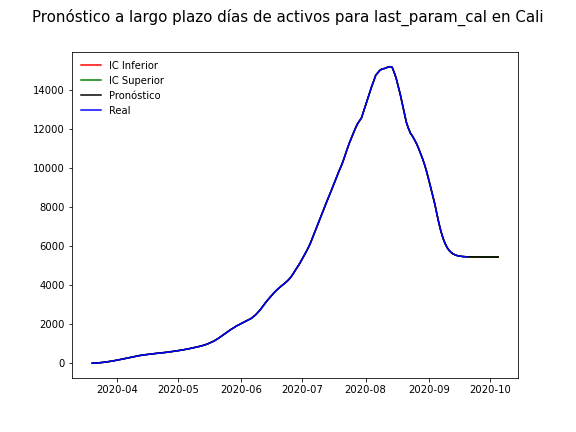 Pronóstico a largo plazo días de activos para last_param_cal en Cali
IC Inferior
IC Superior
Pronóstico
Real
14000
12000
10000
8000
6000
4000
2000
0
2020-04 2020-05 2020-06 2020-07 2020-08 2020-09 2020-10